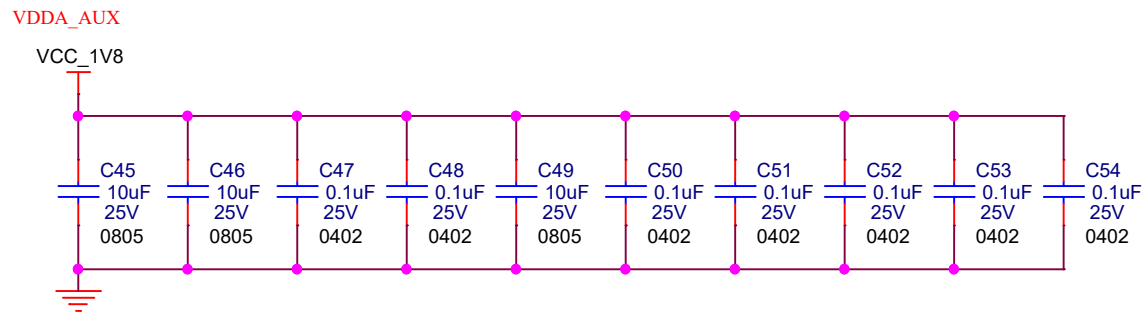 VDDA_AUX
VCC_1V8
C45
10uF
25V
0805
C46
10uF
25V
0805
C47
0.1uF
25V
0402
C48
0.1uF
25V
0402
C49
10uF
25V
0805
C50
0.1uF
25V
0402
C51
0.1uF
25V
0402
C52
0.1uF
25V
0402
C53
0.1uF
25V
0402
C54
0.1uF
25V
0402